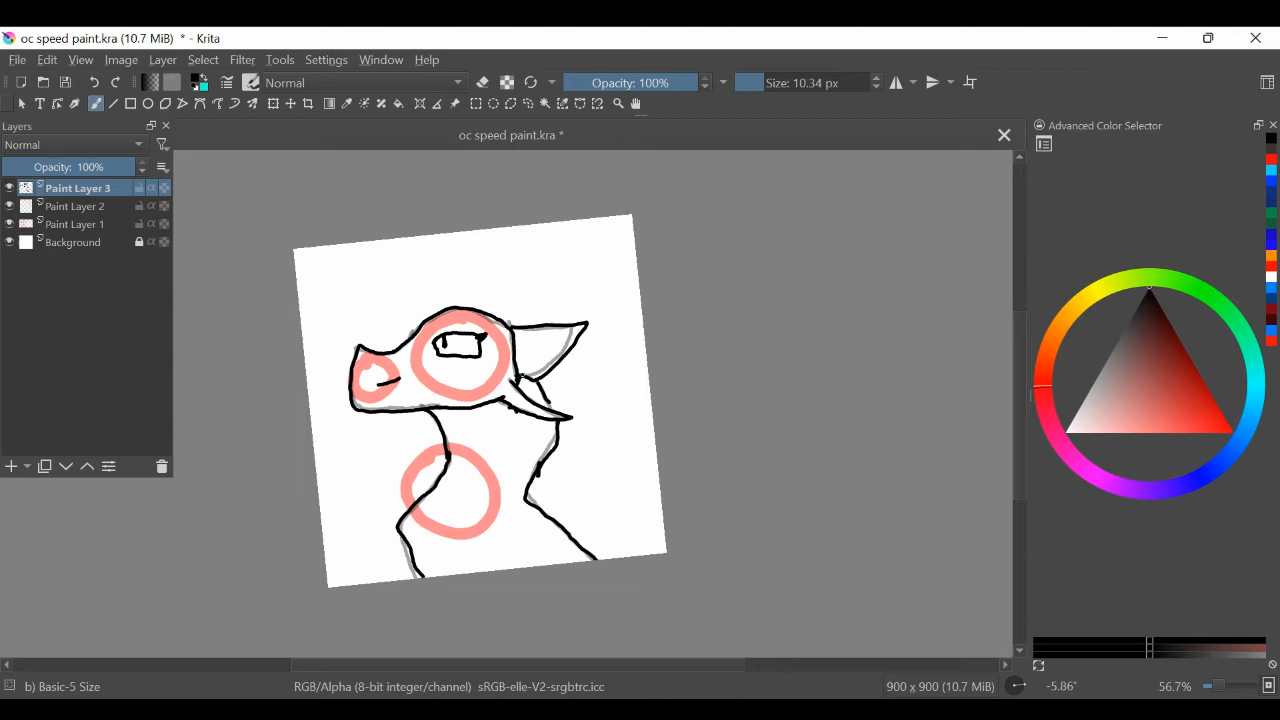 oc speed paint.kra (10.7 MiB) * - Krita
File Edit View Image Layer Select Filter Tools Settings Window Help
Normal Opacity: 100% Size: 10.34 px
Layers
oc speed paint.kra *
Advanced Color Selector
Normal
Opacity: 100%
Paint Layer 3
Paint Layer 2
Paint Layer 1
Background
b) Basic-5 Size RGB/Alpha (8-bit integer/channel) sRGB-elle-V2-srgbtrc.icc 900 x 900 (10.7 MiB) -5.86° 56.7%